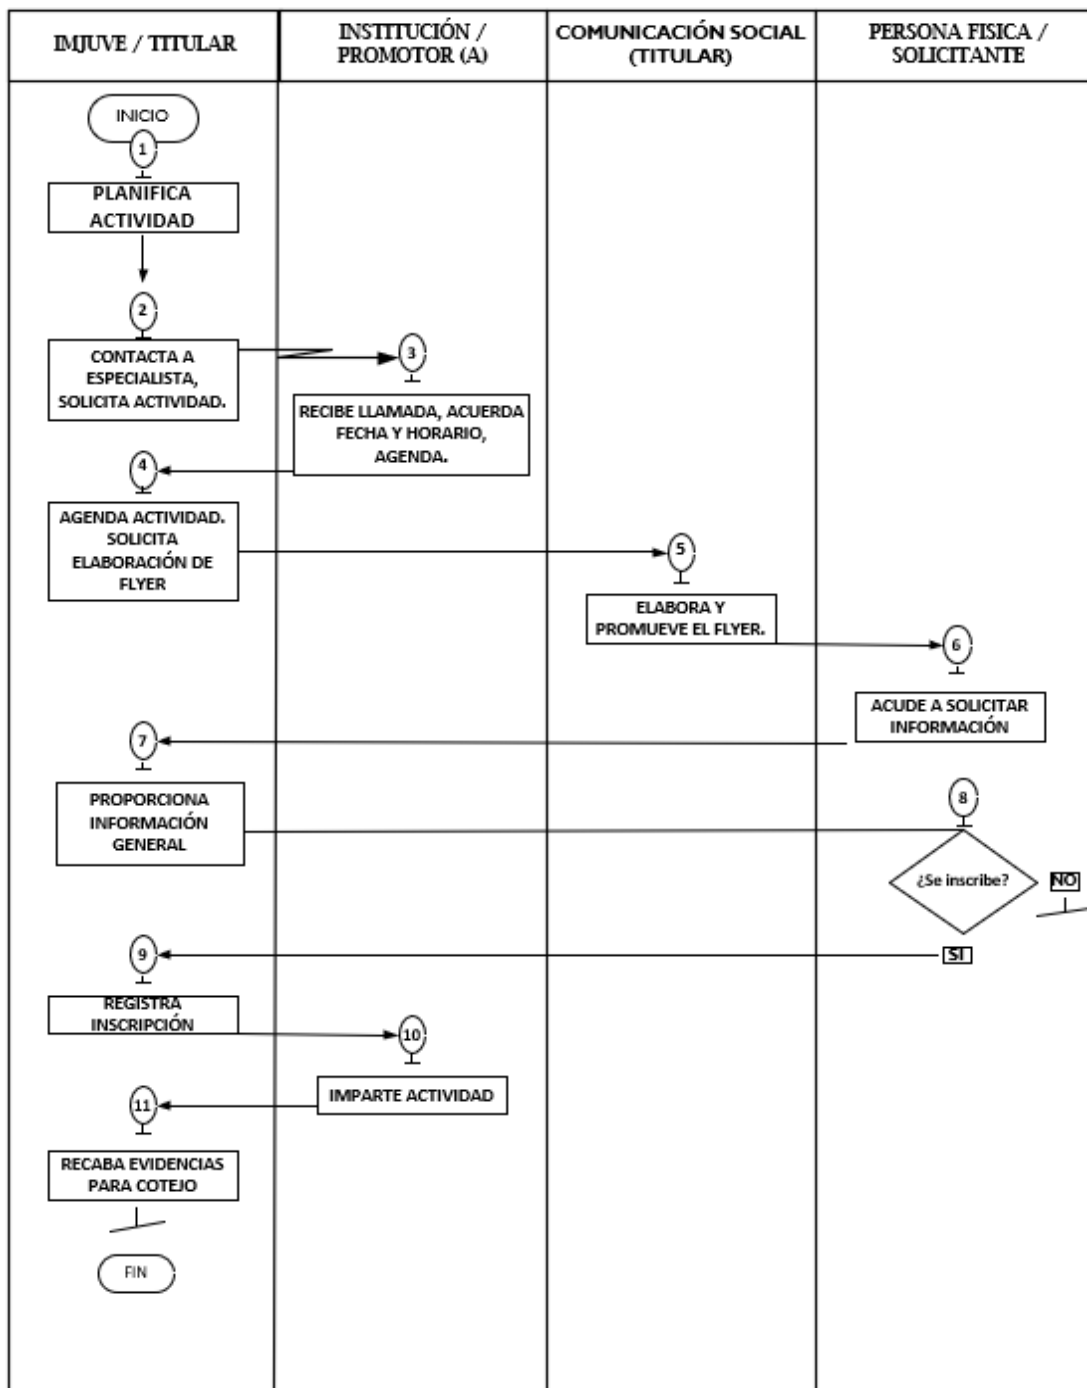 IMJUVE / TITULAR
INSTITUCIÓN /
PROMOTOR (A)
COMUNICACIÓN SOCIAL
(TITULAR)
PERSONA FISICA /
SOLICITANTE
INICIO
1
PLANIFICA
ACTIVIDAD
2
CONTACTA A
ESPECIALISTA,
SOLICITA ACTIVIDAD.
3
RECIBE LLAMADA, ACUERDA
FECHA Y HORARIO,
AGENDA.
4
AGENDA ACTIVIDAD.
SOLICITA
ELABORACIÓN DE
FLYER
5
ELABORA Y
PROMUEVE EL FLYER.
6
ACUDE A SOLICITAR
INFORMACIÓN
7
PROPORCIONA
INFORMACIÓN
GENERAL
8
¿Se inscribe?
NO
SI
9
REGISTRA
INSCRIPCIÓN
10
IMPARTE ACTIVIDAD
11
RECABA EVIDENCIAS
PARA COTEJO
FIN